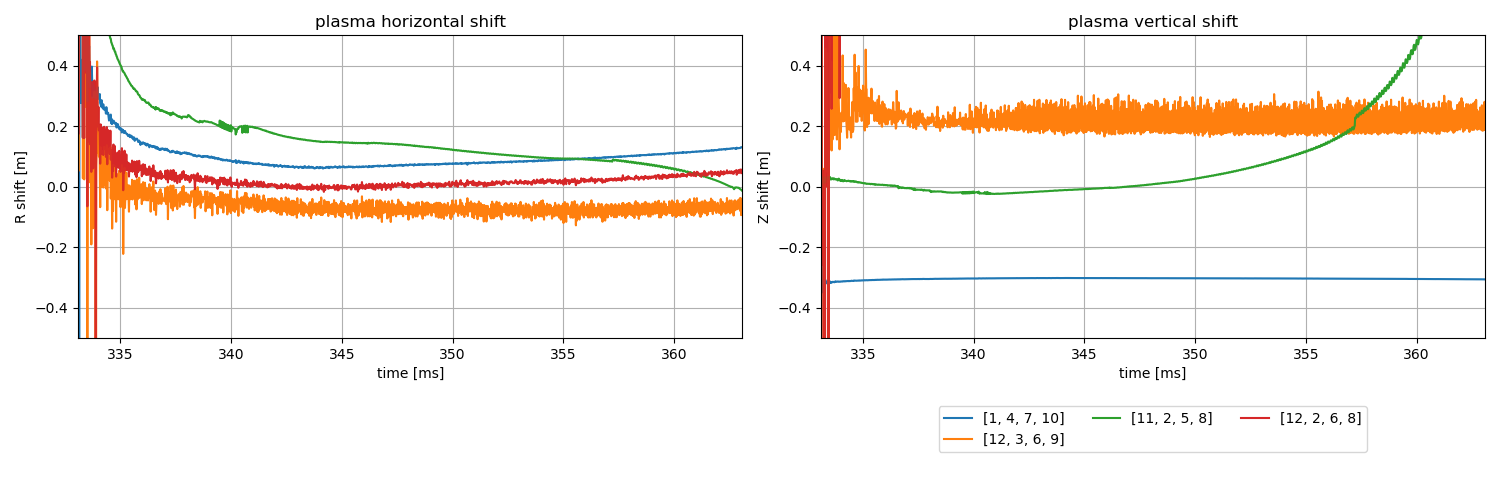 plasma horizontal shift
0.4
0.2
0.0
−0.2
−0.4
R shift [m]
335 340 345 350 355 360
time [ms]
plasma vertical shift
0.4
0.2
0.0
−0.2
−0.4
Z shift [m]
335 340 345 350 355 360
time [ms]
[1, 4, 7, 10] [11, 2, 5, 8] [12, 2, 6, 8]
[12, 3, 6, 9]